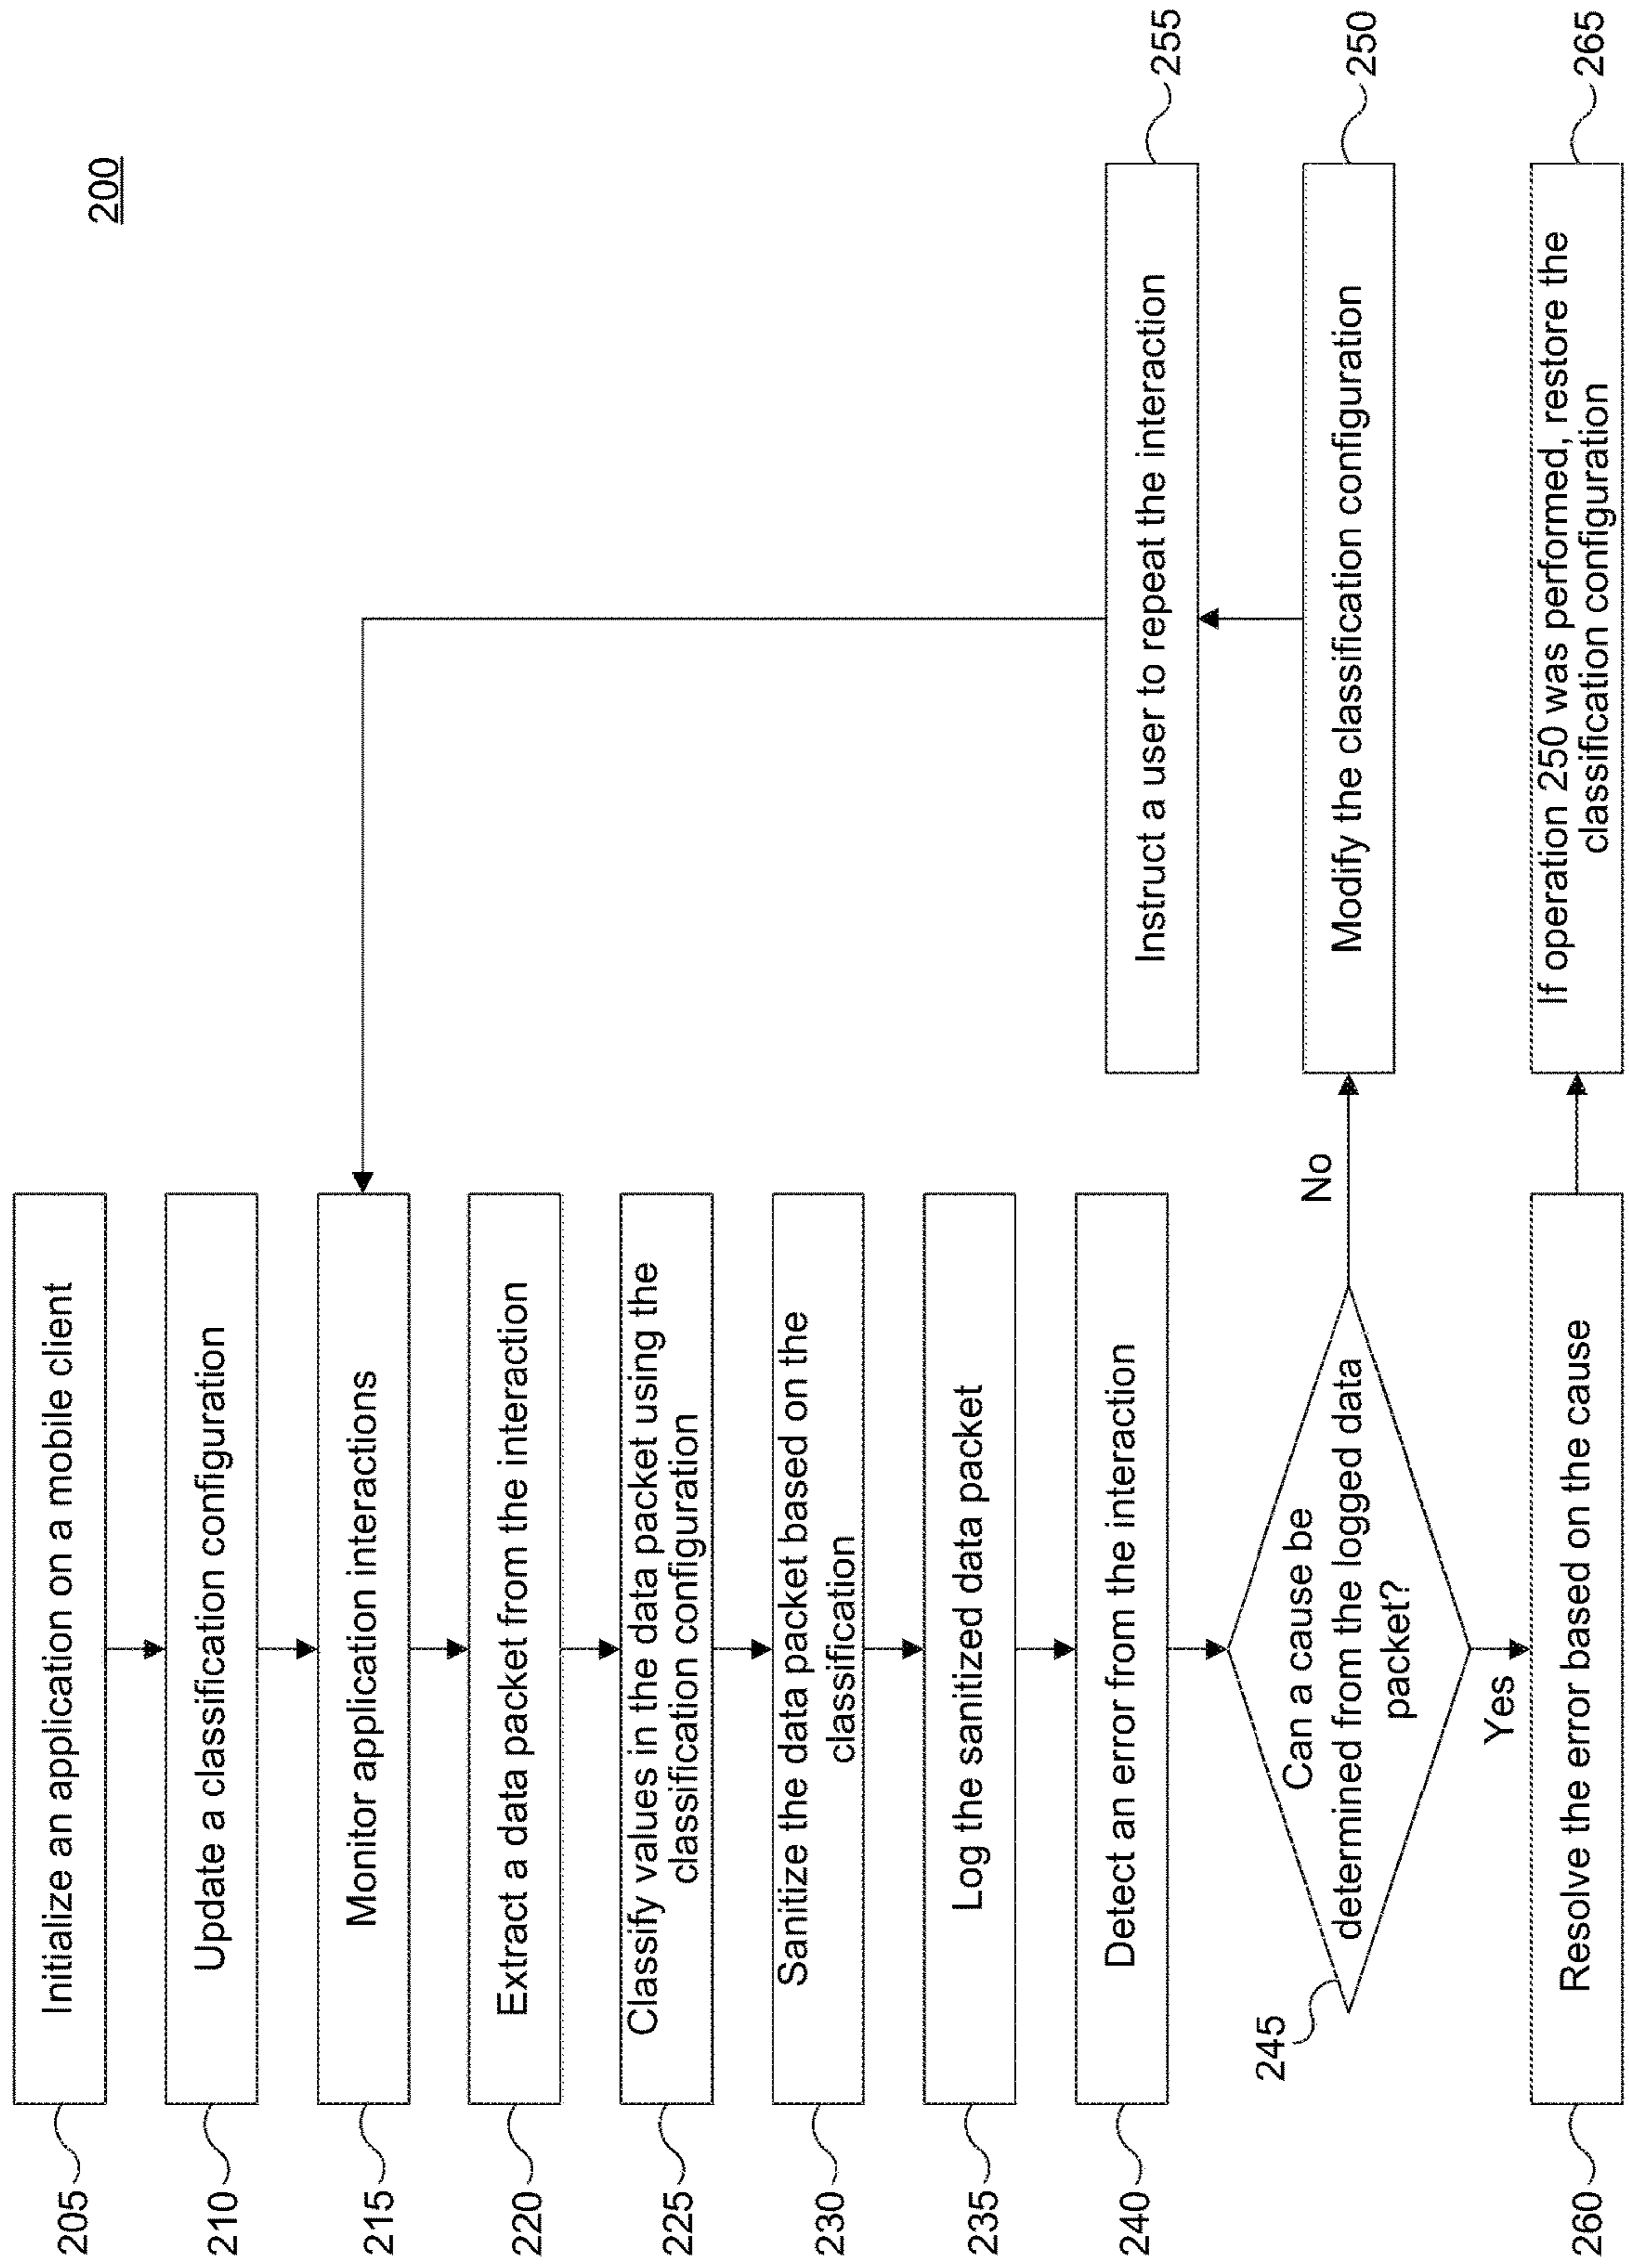 200
205
Initialize an application on a mobile client
210
Update a classification configuration
215
Monitor application interactions
220
Extract a data packet from the interaction
225
Classify values in the data packet using the
classification configuration
230
Sanitize the data packet based on the
classification
235
Log the sanitized data packet
240
Detect an error from the interaction
245
Can a cause be
determined from the logged data
packet?
No
Yes
255
Instruct a user to repeat the interaction
250
Modify the classification configuration
260
Resolve the error based on the cause
265
If operation 250 was performed, restore the
classification configuration